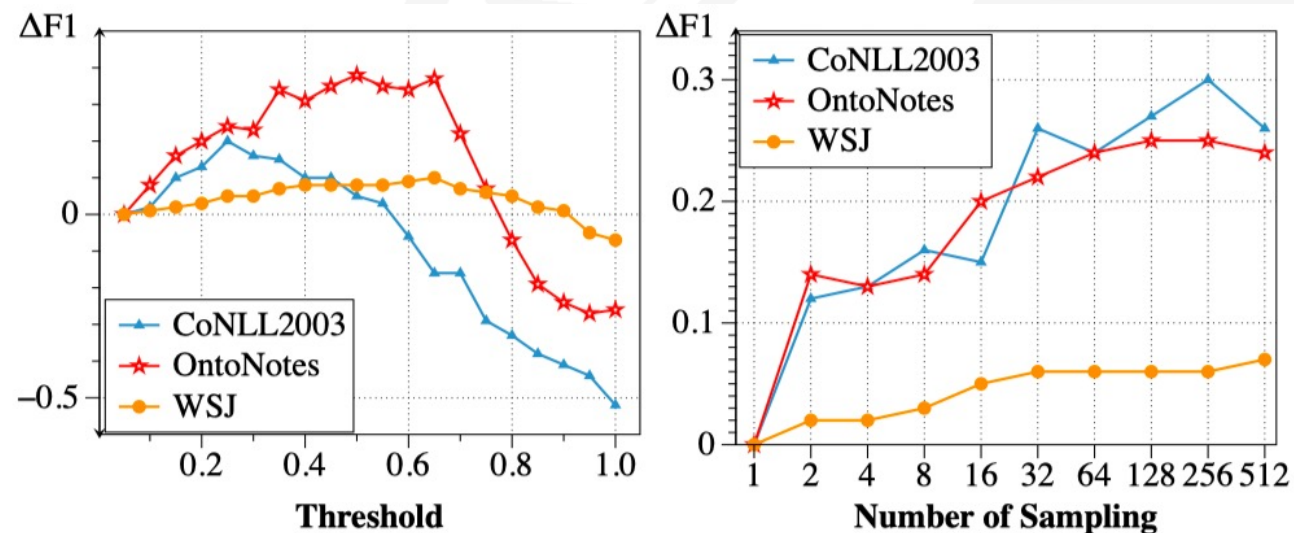 ΔF1
0
−0.5
CoNLL2003
OntoNotes
WSJ
0.2 0.4 0.6 0.8 1.0
Threshold
ΔF1
0.3
0.2
0.1
0
CoNLL2003
OntoNotes
WSJ
1 2 4 8 16 32 64 128 256 512
Number of Sampling